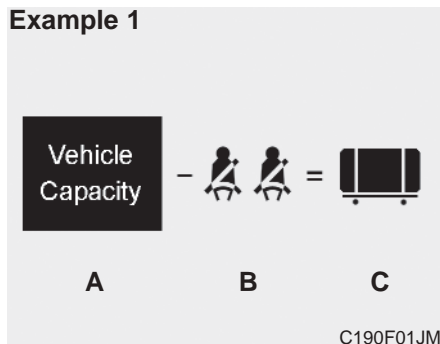 Example 1
Vehicle
Capacity
– =
A B C
C190F01JM